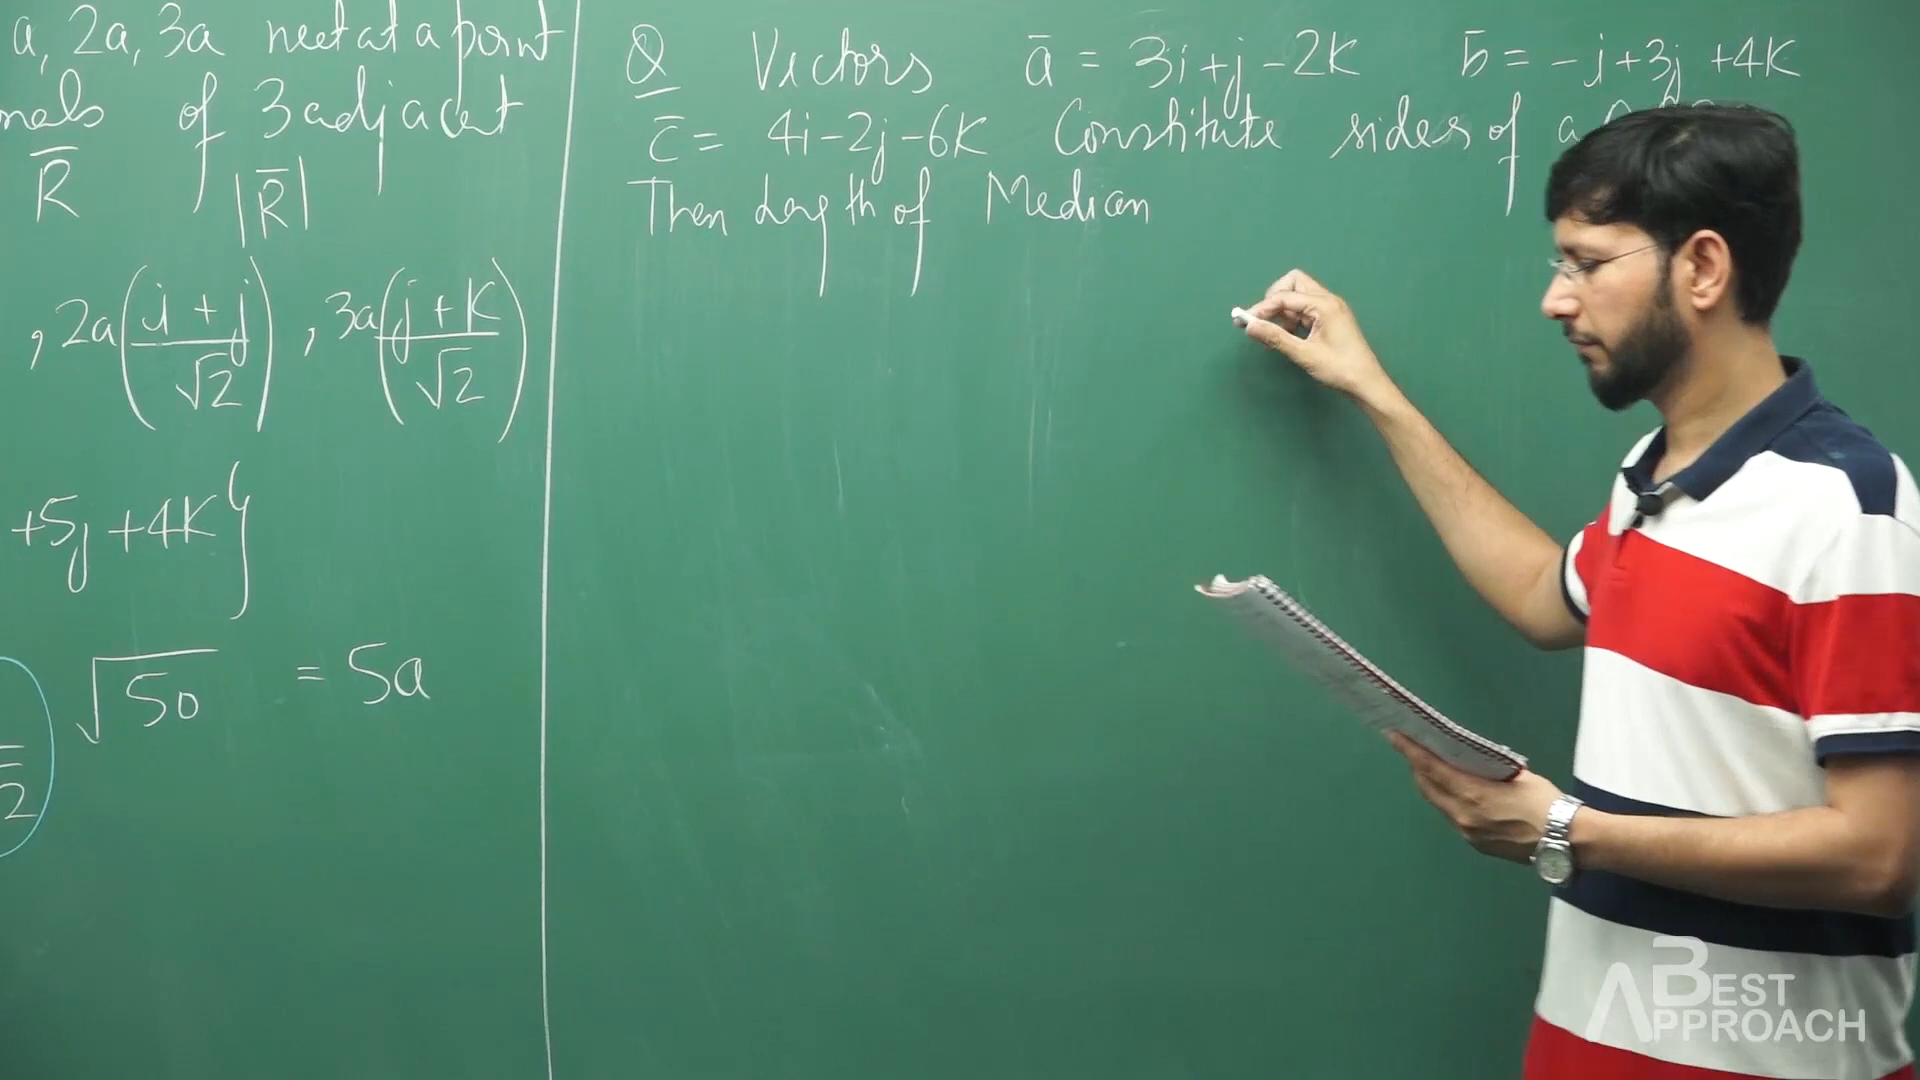 a, 2a, 3a meet at a point
nals of 3 adjacent
R̅ |R̅|
, 2a(i + j / √2) , 3a(j + k / √2)
+5j +4k}
√50 = 5a
= 2
Q Vectors a̅ = 3i+j-2k b̅ = -i+3j+4k
c̅ = 4i-2j-6k Constitute sides of a
Then Length of Median
BEST APPROACH